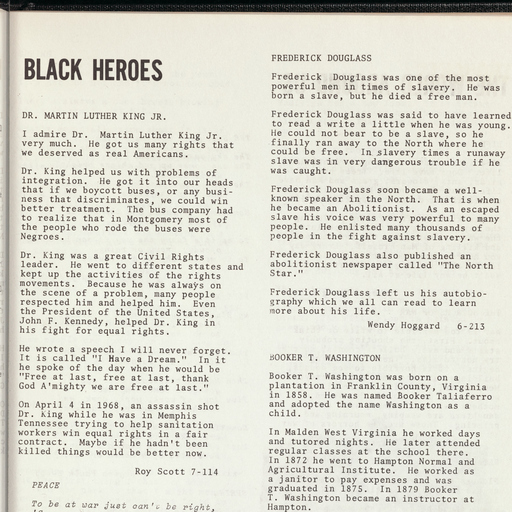 BLACK HEROES
DR. MARTIN LUTHER KING JR.
I admire Dr. Martin Luther King Jr.
very much. He got us many rights that
we deserved as real Americans.
Dr. King helped us with problems of
integration. He got it into our heads
that if we boycott buses, or any busi-
ness that discriminates, we could win
better treatment. The bus company had
to realize that in Montgomery most of
the people who rode the buses were
Negroes.
Dr. King was a great Civil Rights
leader. He went to different states and
kept up the activities of the rights
movements. Because he was always on
the scene of a problem, many people
respected him and helped him. Even
the President of the United States,
John F. Kennedy, helped Dr. King in
his fight for equal rights.
He wrote a speech I will never forget.
It is called "I Have a Dream." In it
he spoke of the day when he would be
"Free at last, free at last, thank
God A'mighty we are free at last."
On April 4 in 1968, an assassin shot
Dr. King while he was in Memphis
Tennessee trying to help sanitation
workers win equal rights in a fair
contract. Maybe if he hadn't been
killed things would be better now.
Roy Scott 7-114
PEACE
To be at war just can's be right,
FREDERICK DOUGLASS
Frederick Douglass was one of the most
powerful men in times of slavery. He was
born a slave, but he died a free man.
Frederick Douglass was said to have learned
to read a write a little when he was young.
He could not bear to be a slave, so he
finally ran away to the North where he
could be free. In slavery times a runaway
slave was in very dangerous trouble if he
was caught.
Frederick Douglass soon became a well-
known speaker in the North. That is when
he became an Abolitionist. As an escaped
slave his voice was very powerful to many
people. He enlisted many thousands of
people in the fight against slavery.
Frederick Douglass also published an
abolitionist newspaper called "The North
Star."
Frederick Douglass left us his autobio-
graphy which we all can read to learn
more about his life.
Wendy Hoggard 6-213
BOOKER T. WASHINGTON
Booker T. Washington was born on a
plantation in Franklin County, Virginia
in 1858. He was named Booker Taliaferro
and adopted the name Washington as a
child.
In Malden West Virginia he worked days
and tutored nights. He later attended
regular classes at the school there.
In 1872 he went to Hampton Normal and
Agricultural Institute. He worked as
a janitor to pay expenses and was
graduated in 1875. In 1879 Booker
T. Washington became an instructor at
Hampton.